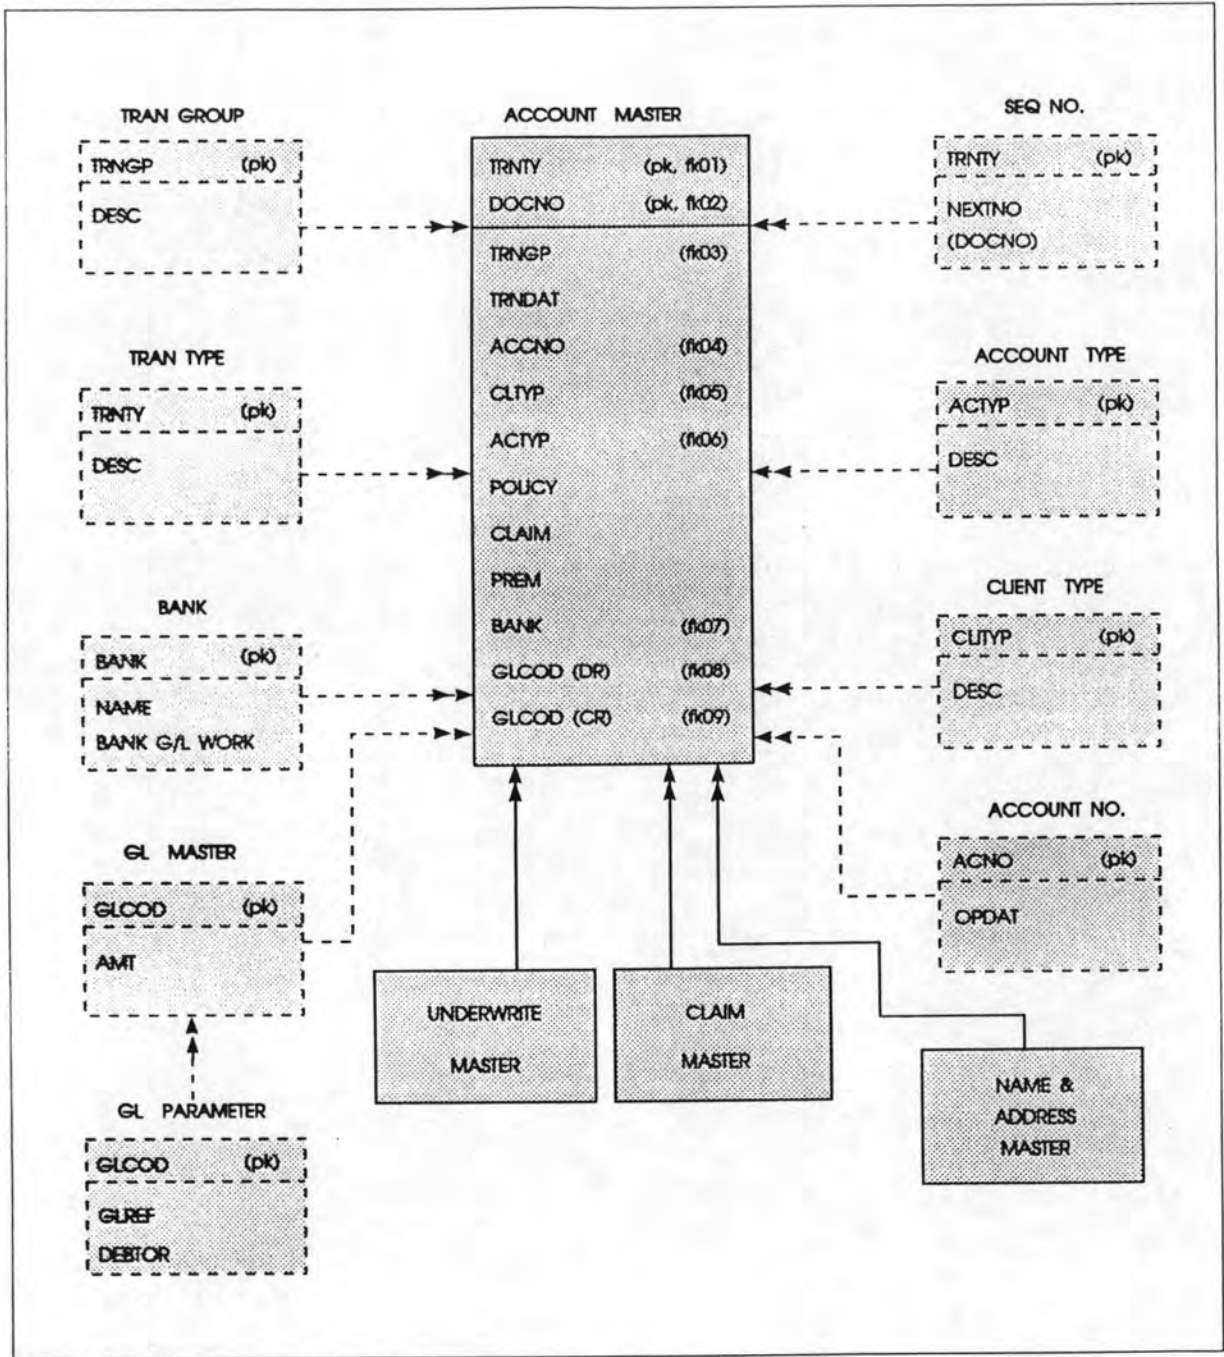 TRAN GROUP
TRNGP (pk)
DESC
TRAN TYPE
TRNTY (pk)
DESC
BANK
BANK (pk)
NAME
BANK G/L WORK
GL MASTER
GLCOD (pk)
AMT
GL PARAMETER
GLCOD (pk)
GLREF
DEBTOR
ACCOUNT MASTER
TRNTY (pk, fk01)
DOCNO (pk, fk02)
TRNGP (fk03)
TRNDAT
ACCNO (fk04)
CLTYP (fk05)
ACTYP (fk06)
POLICY
CLAIM
PREM
BANK (fk07)
GLCOD (DR) (fk08)
GLCOD (CR) (fk09)
UNDERWRITE
MASTER
CLAIM
MASTER
SEQ NO.
TRNTY (pk)
NEXTNO
(DOCNO)
ACCOUNT TYPE
ACTYP (pk)
DESC
CLIENT TYPE
CLITYP (pk)
DESC
ACCOUNT NO.
ACNO (pk)
OPDAT
NAME &
ADDRESS
MASTER